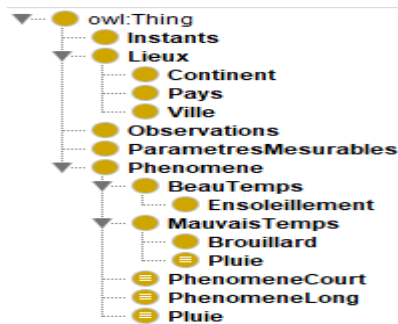 owl:Thing
Instants
Lieux
Continent
Pays
Ville
Observations
ParametresMesurables
Phenomene
BeauTemps
Ensoleillement
MauvaisTemps
Brouillard
Pluie
PhenomeneCourt
PhenomeneLong
Pluie